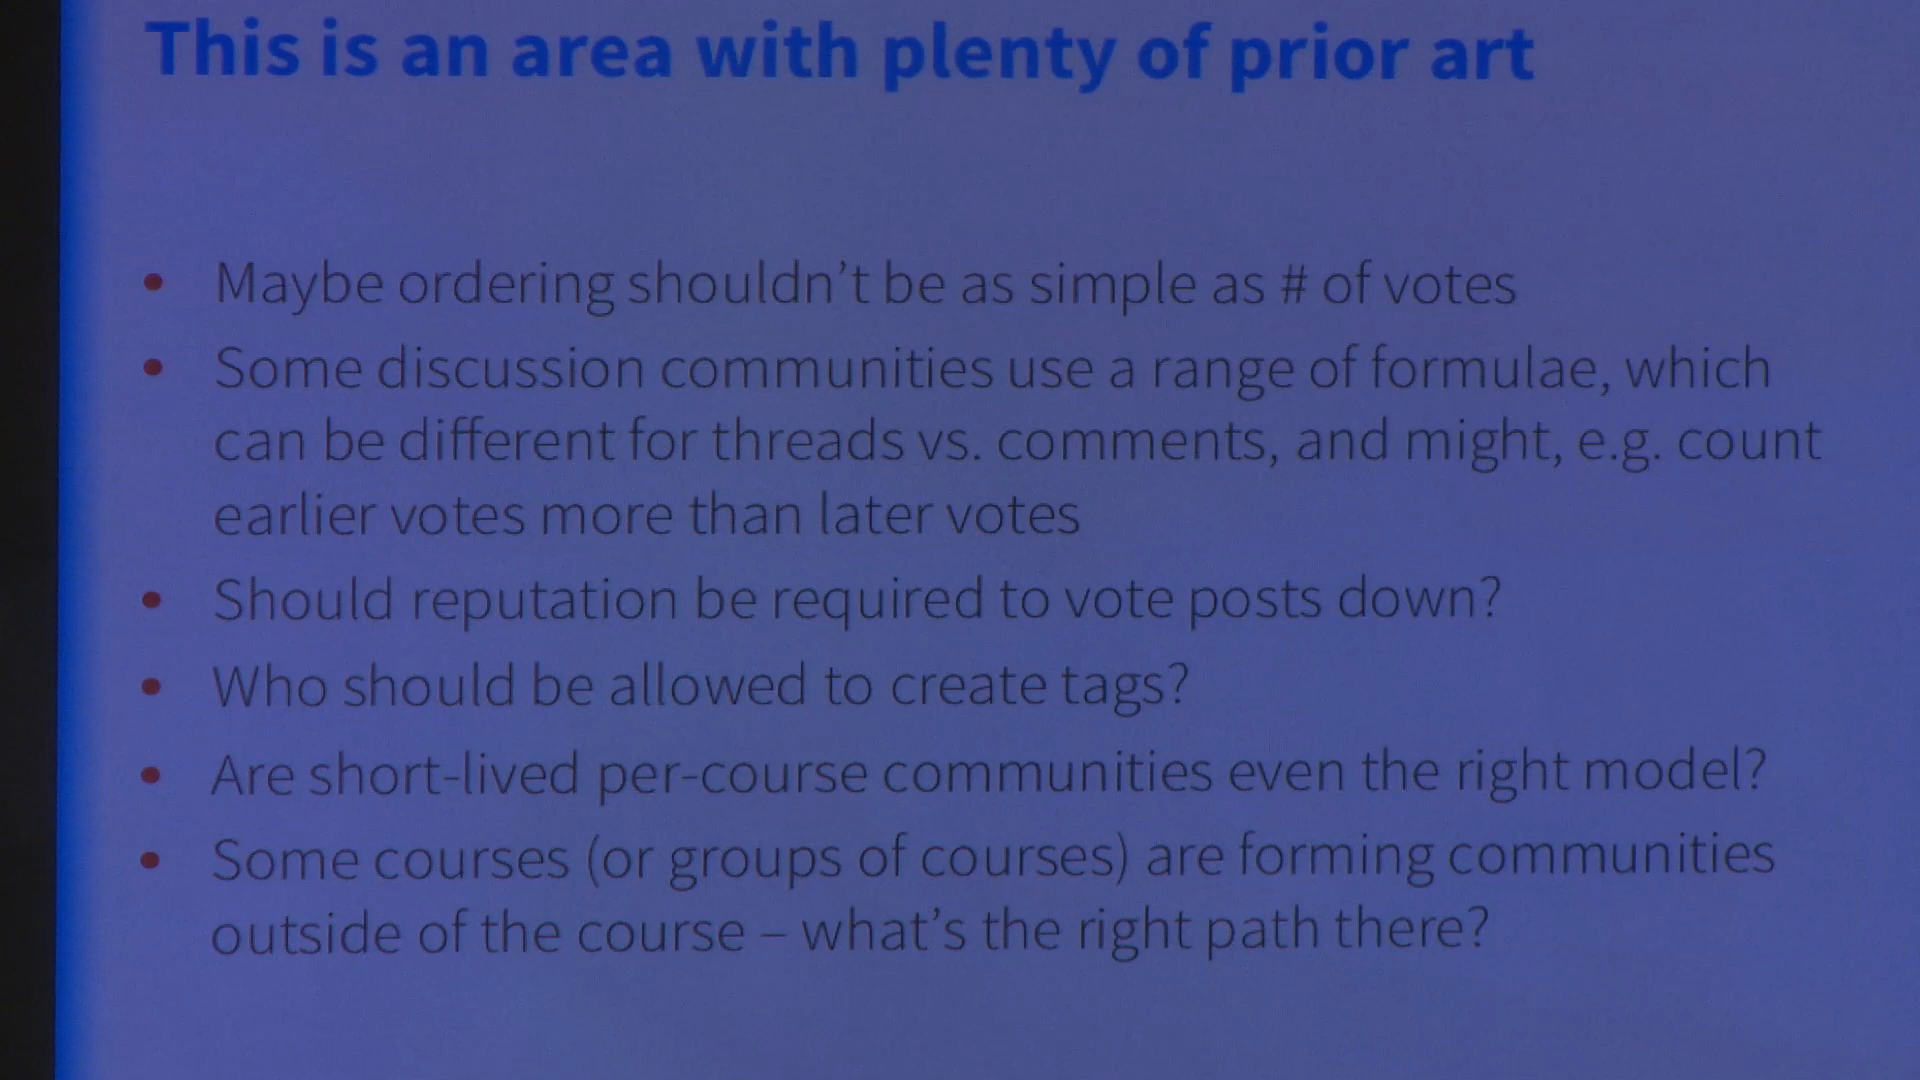 This is an area with plenty of prior art
• Maybe ordering shouldn't be as simple as # of votes
• Some discussion communities use a range of formulae, which
can be different for threads vs. comments, and might, e.g. count
earlier votes more than later votes
• Should reputation be required to vote posts down?
• Who should be allowed to create tags?
• Are short-lived per-course communities even the right model?
• Some courses (or groups of courses) are forming communities
outside of the course – what's the right path there?